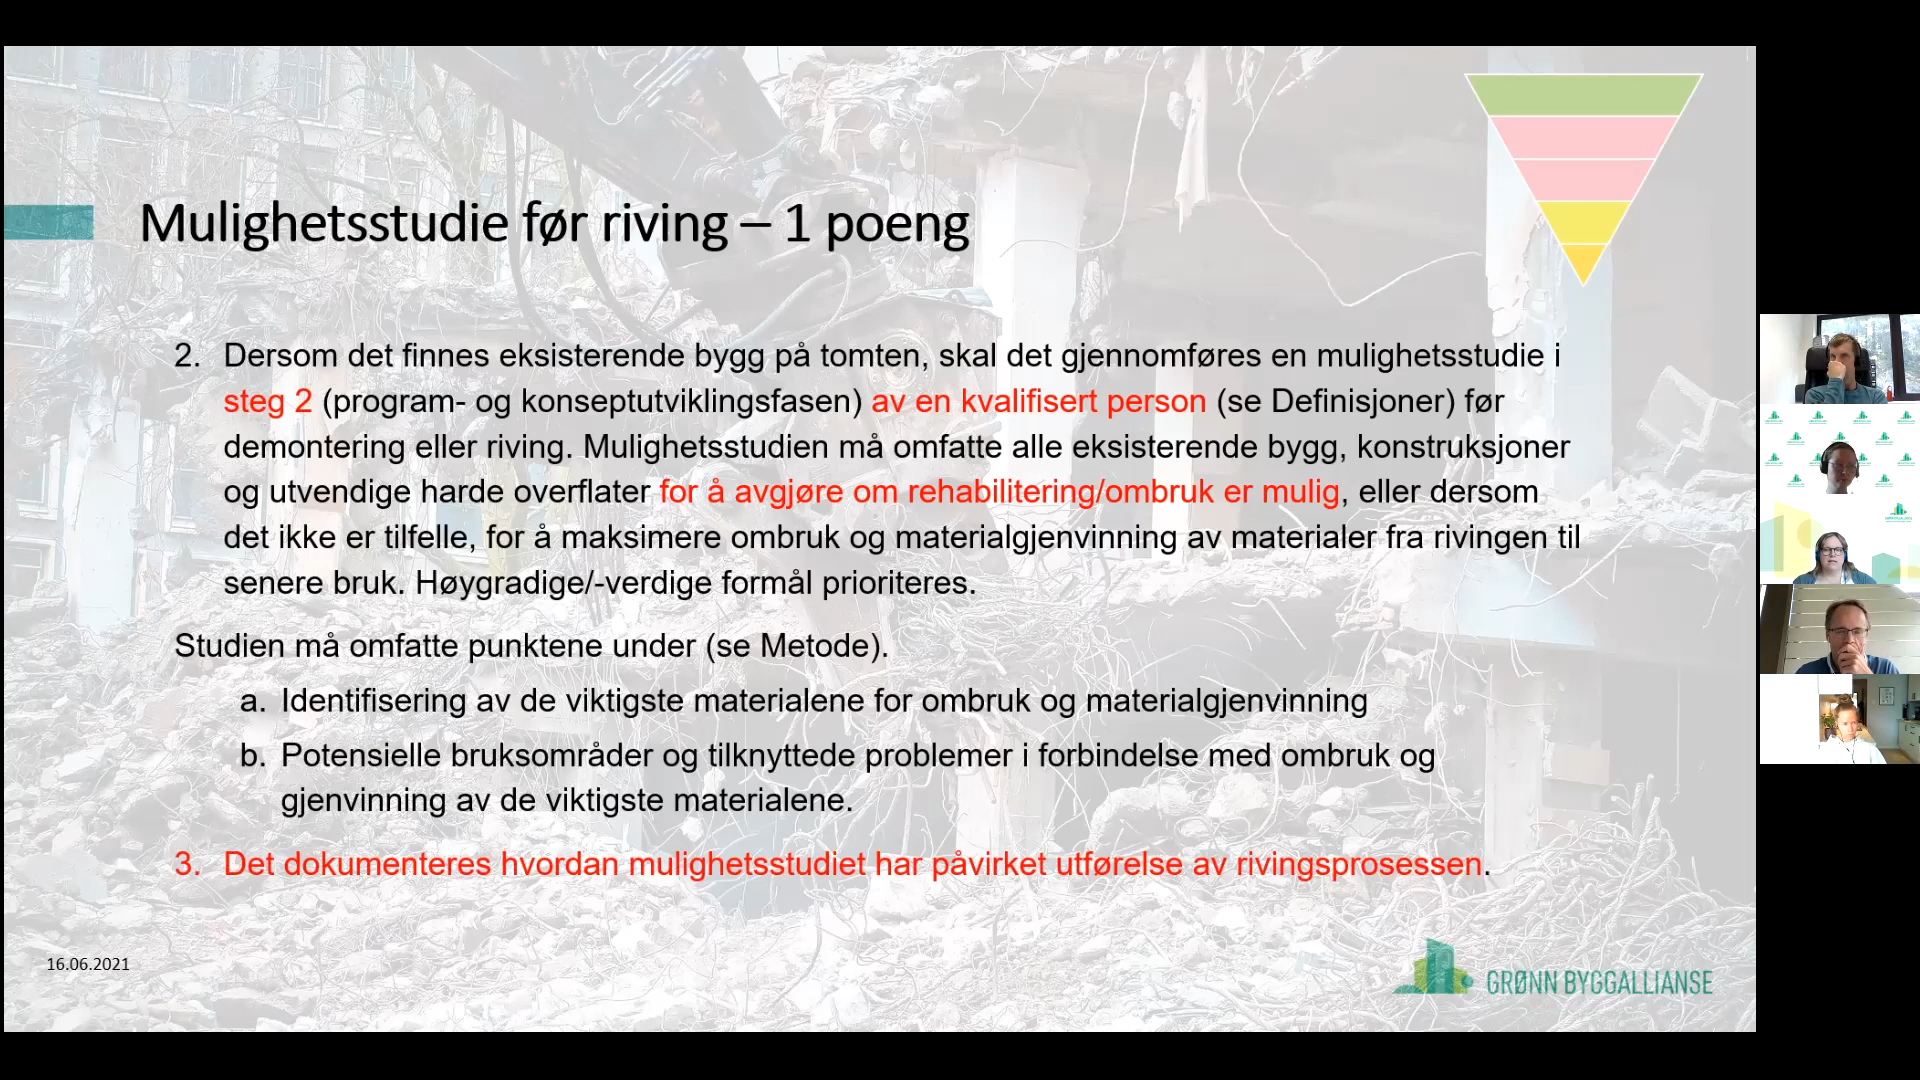 Mulighetsstudie før riving – 1 poeng
2. Dersom det finnes eksisterende bygg på tomten, skal det gjennomføres en mulighetsstudie i
steg 2 (program- og konseptutviklingsfasen) av en kvalifisert person (se Definisjoner) før
demontering eller riving. Mulighetsstudien må omfatte alle eksisterende bygg, konstruksjoner
og utvendige harde overflater for å avgjøre om rehabilitering/ombruk er mulig, eller dersom
det ikke er tilfelle, for å maksimere ombruk og materialgjenvinning av materialer fra rivingen til
senere bruk. Høygradige/-verdige formål prioriteres.
Studien må omfatte punktene under (se Metode).
a. Identifisering av de viktigste materialene for ombruk og materialgjenvinning
b. Potensielle bruksområder og tilknyttede problemer i forbindelse med ombruk og
gjenvinning av de viktigste materialene.
3. Det dokumenteres hvordan mulighetsstudiet har påvirket utførelse av rivingsprosessen.
16.06.2021
GRØNN BYGGALLIANSE